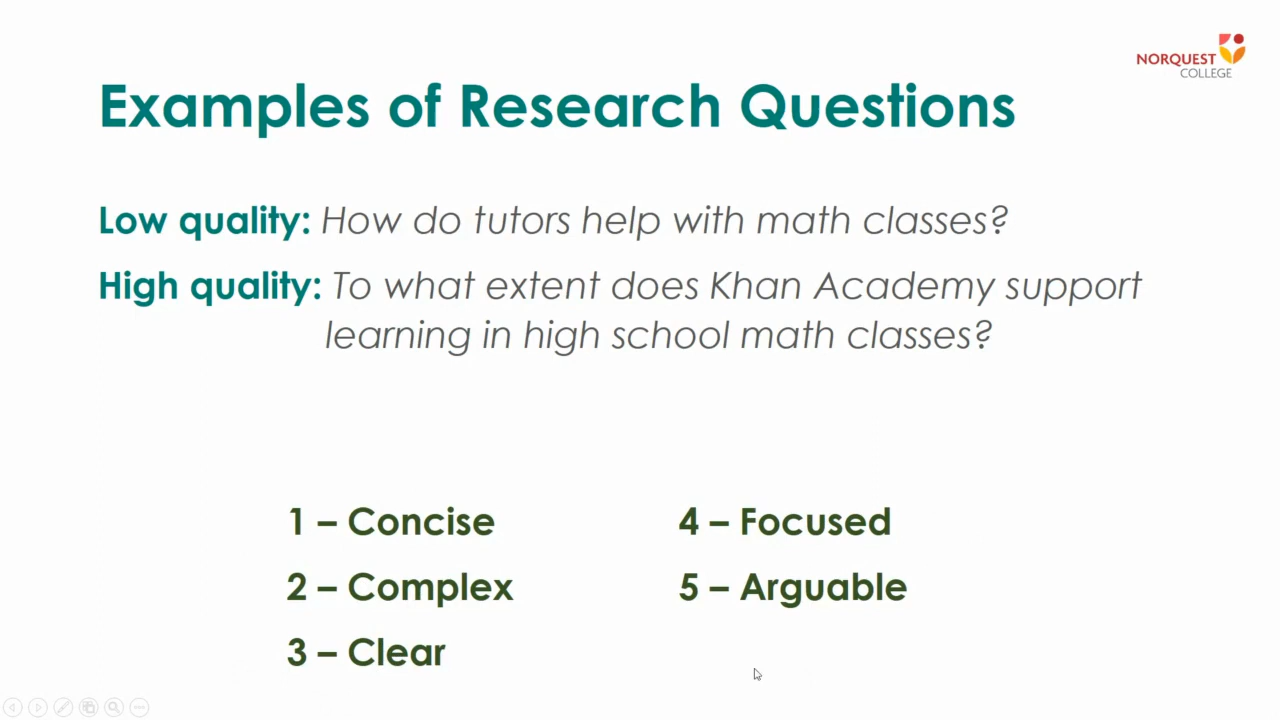 NORQUEST
COLLEGE
Examples of Research Questions
Low quality: How do tutors help with math classes?
High quality: To what extent does Khan Academy support
learning in high school math classes?
1 – Concise
2 – Complex
3 – Clear
4 – Focused
5 – Arguable